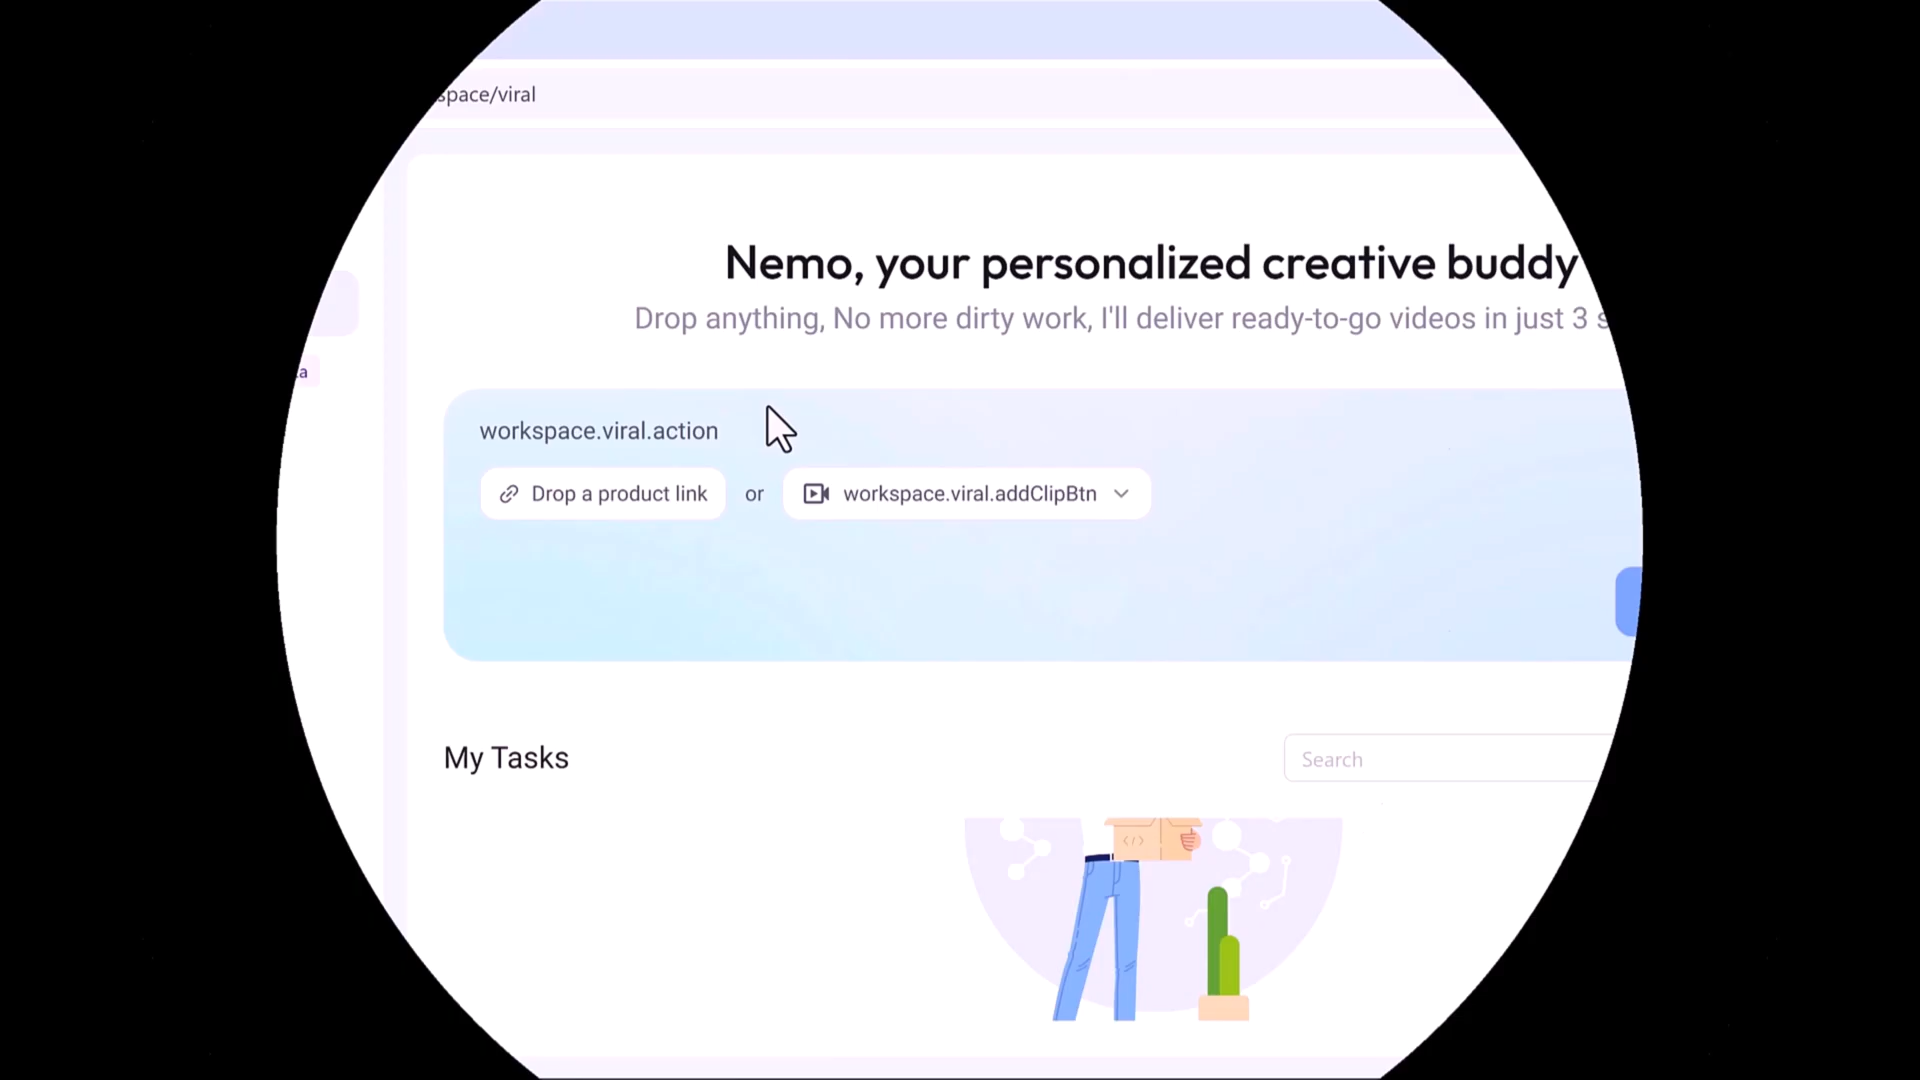 space/viral
Nemo, your personalized creative buddy
Drop anything, No more dirty work, I'll deliver ready-to-go videos in just 3 s
a
workspace.viral.action
Drop a product link or workspace.viral.addClipBtn
My Tasks
Search